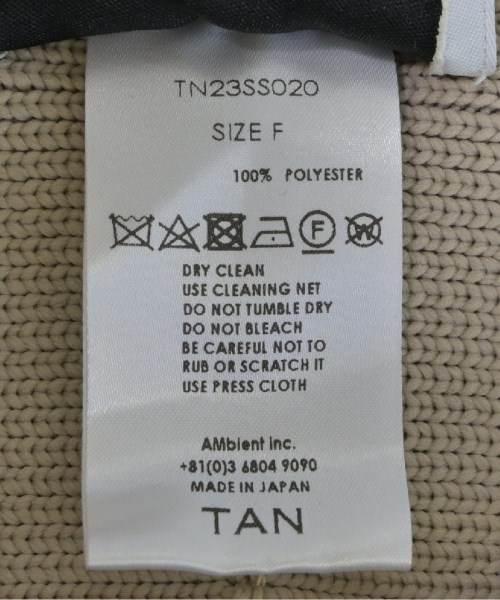 TN23SS020
SIZE F
100% POLYESTER
F W
DRY CLEAN
USE CLEANING NET
DO NOT TUMBLE DRY
DO NOT BLEACH
BE CAREFUL NOT TO
RUB OR SCRATCH IT
USE PRESS CLOTH
AMbient inc.
+81(0)3 6804 9090
MADE IN JAPAN
TAN